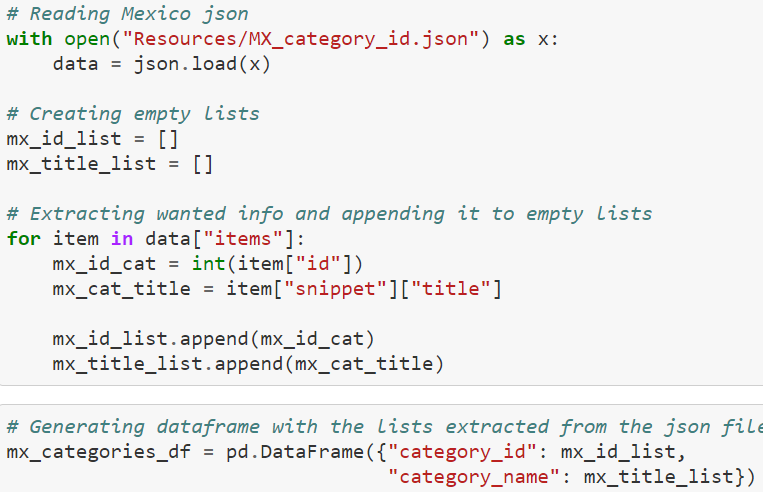 # Reading Mexico json
with open("Resources/MX_category_id.json") as x:
    data = json.load(x)
# Creating empty lists
mx_id_list = []
mx_title_list = []
# Extracting wanted info and appending it to empty lists
for item in data["items"]:
    mx_id_cat = int(item["id"])
    mx_cat_title = item["snippet"]["title"]
    mx_id_list.append(mx_id_cat)
    mx_title_list.append(mx_cat_title)
# Generating dataframe with the lists extracted from the json file
mx_categories_df = pd.DataFrame({"category_id": mx_id_list,
                                 "category_name": mx_title_list})